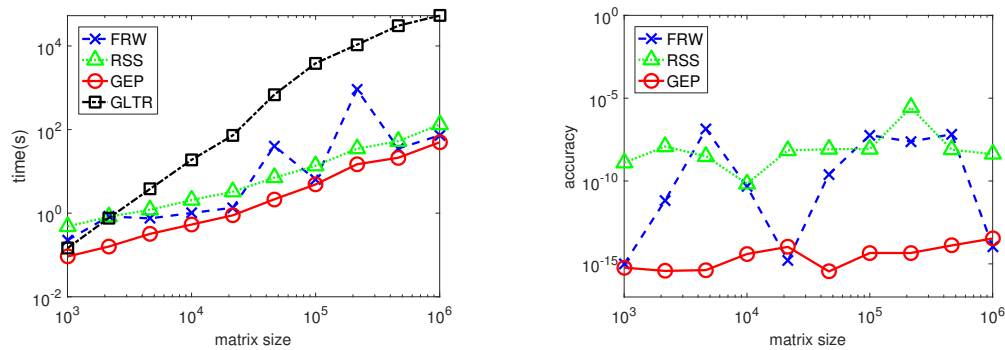 FRW
RSS
GEP
GLTR
time(s)
10^4
10^2
10^0
10^-2
10^3
10^4
10^5
10^6
matrix size
FRW
RSS
GEP
accuracy
10^0
10^-5
10^-10
10^-15
10^3
10^4
10^5
10^6
matrix size